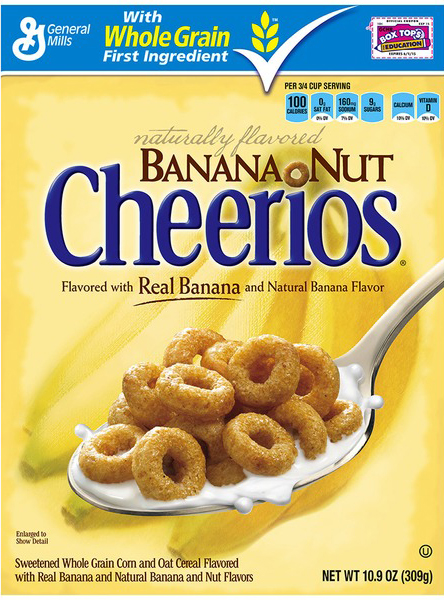 General
Mills
With
Whole Grain
First Ingredient
OFFICIAL COUPON
BOX TOPS
EDUCATION
PER 3/4 CUP SERVING
100
CALORIES
0g
SAT FAT
0% DV
160mg
SODIUM
7% DV
9g
SUGARS
CALCIUM
10% DV
VITAMIN
D
10% DV
naturally flavored
BANANA NUT
Cheerios®
Flavored with Real Banana and Natural Banana Flavor
Enlarged to
Show Detail
Sweetened Whole Grain Corn and Oat Cereal Flavored
with Real Banana and Natural Banana and Nut Flavors
U
NET WT 10.9 OZ (309g)